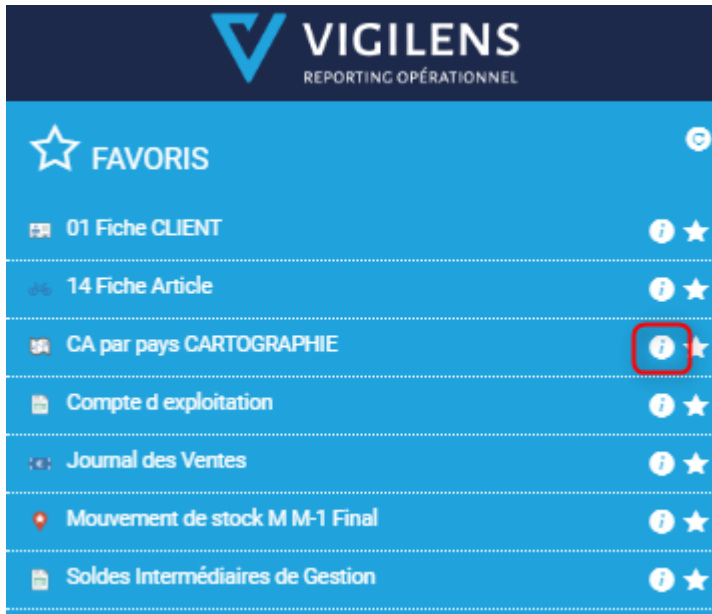 VIGILENS
REPORTING OPÉRATIONNEL
FAVORIS
01 Fiche CLIENT
14 Fiche Article
CA par pays CARTOGRAPHIE
Compte d exploitation
Journal des Ventes
Mouvement de stock M M-1 Final
Soldes Intermédiaires de Gestion